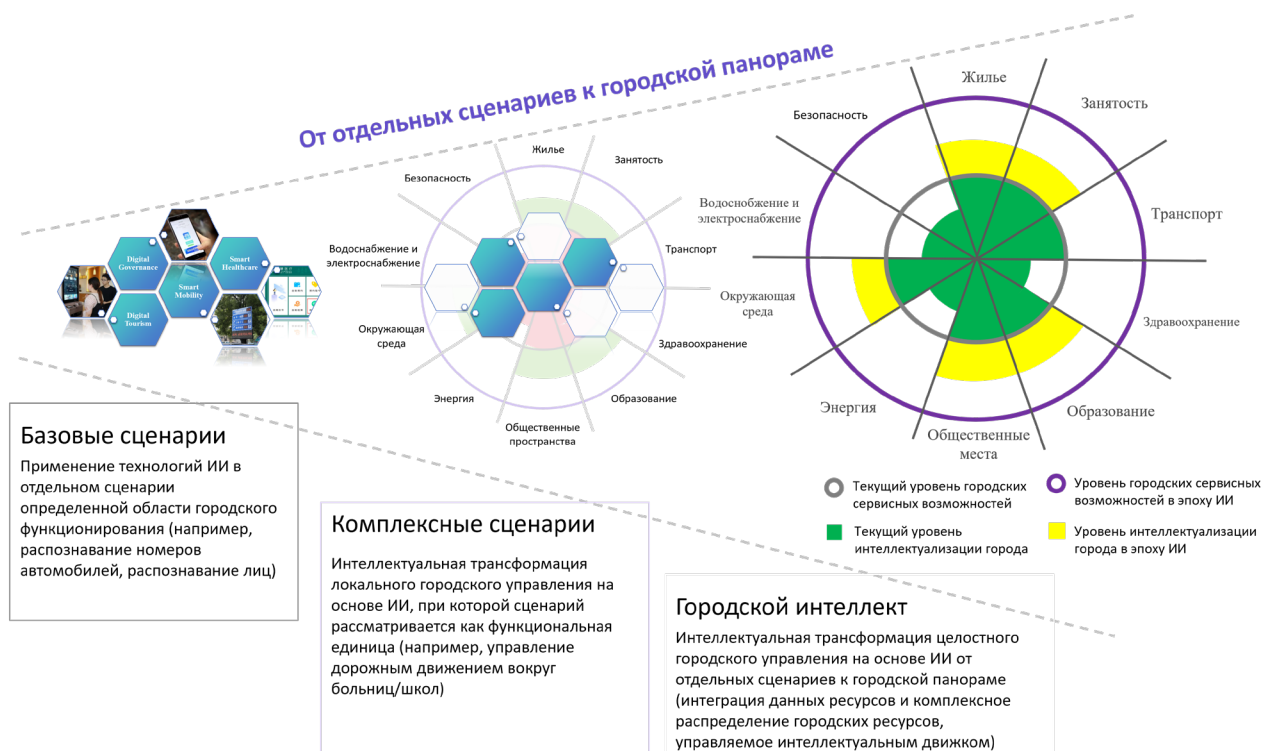 От отдельных сценариев к городской панораме
Digital
Governance
Smart
Healthcare
Smart
Mobility
Digital
Tourism
Жилье
Занятость
Безопасность
Водоснабжение и
электроснабжение
Транспорт
Окружающая
среда
Здравоохранение
Энергия
Образование
Общественные
пространства
Жилье
Занятость
Безопасность
Водоснабжение и
электроснабжение
Транспорт
Окружающая
среда
Здравоохранение
Энергия
Образование
Общественные
места
Текущий уровень городских
сервисных возможностей
Уровень городских сервисных
возможностей в эпоху ИИ
Текущий уровень
интеллектуализации города
Уровень интеллектуализации
города в эпоху ИИ
Базовые сценарии
Применение технологий ИИ в
отдельном сценарии
определенной области городского
функционирования (например,
распознавание номеров
автомобилей, распознавание лиц)
Комплексные сценарии
Интеллектуальная трансформация
локального городского управления на
основе ИИ, при которой сценарий
рассматривается как функциональная
единица (например, управление
дорожным движением вокруг
больниц/школ)
Городской интеллект
Интеллектуальная трансформация целостного
городского управления на основе ИИ от
отдельных сценариев к городской панораме
(интеграция данных ресурсов и комплексное
распределение городских ресурсов,
управляемое интеллектуальным движком)